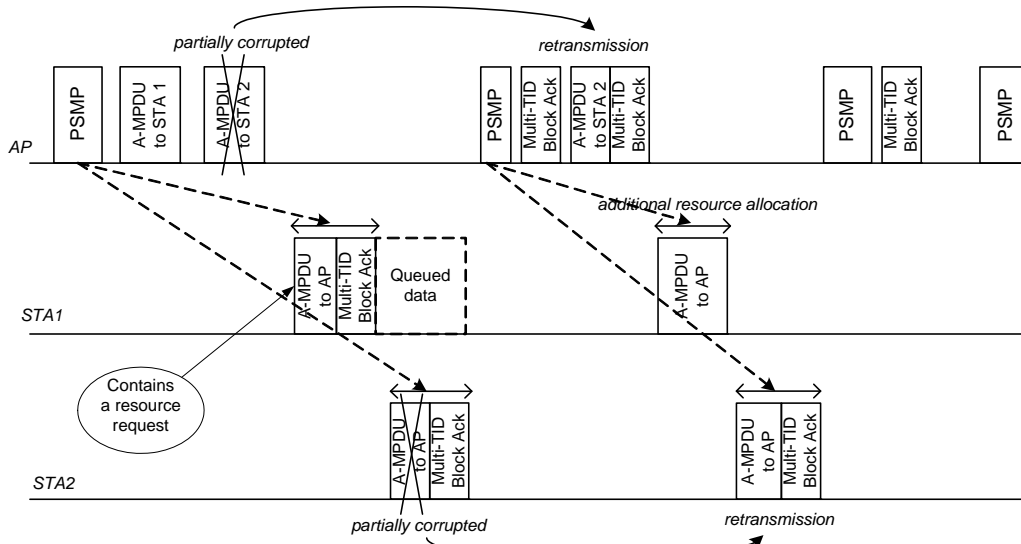 partially corrupted
retransmission
AP
PSMP
A-MPDU
to STA 1
A-MPDU
to STA 2
PSMP
Multi-TID
Block Ack
A-MPDU
to STA 2
Multi-TID
Block Ack
PSMP
Multi-TID
Block Ack
PSMP
additional resource allocation
STA1
A-MPDU
to AP
Multi-TID
Block Ack
Queued
data
A-MPDU
to AP
Contains
a resource
request
STA2
A-MPDU
to AP
Multi-TID
Block Ack
A-MPDU
to AP
Multi-TID
Block Ack
partially corrupted
retransmission